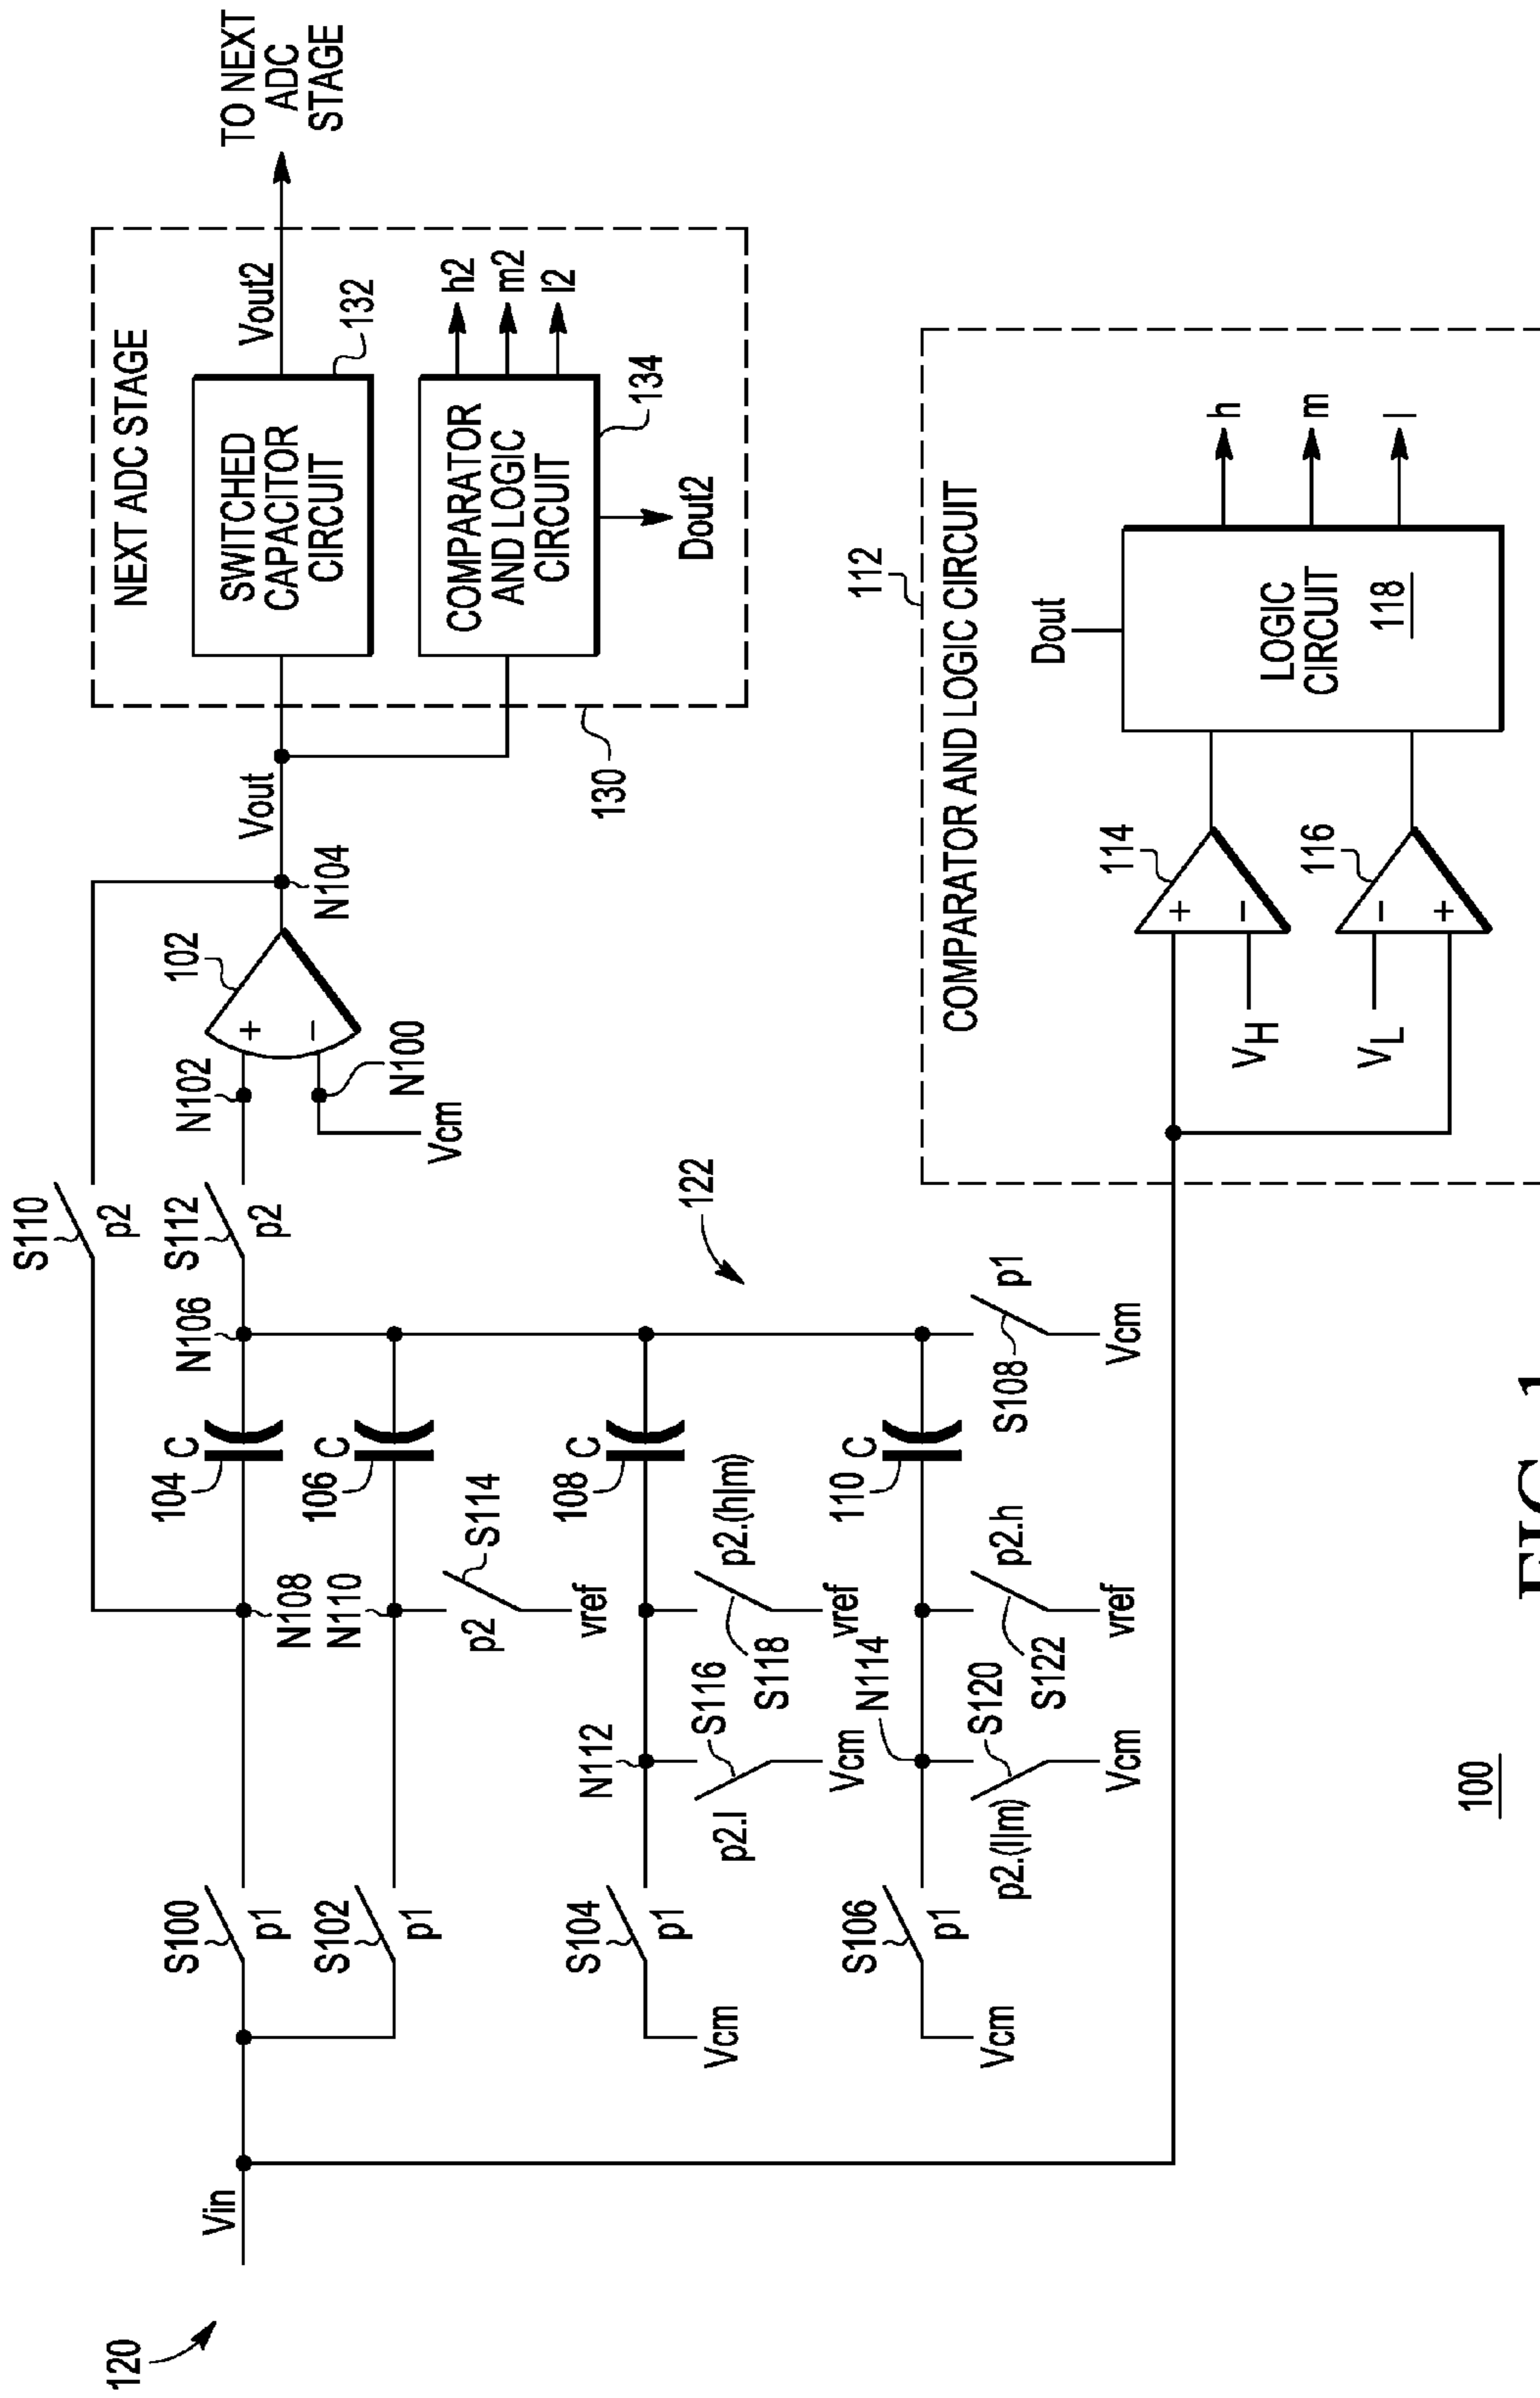 120
Vin
S100
p1
S102
p1
S104
p1
Vcm
S106
p1
Vcm
N108
N110
S114
p2
vref
N112
S116
p2.l
Vcm
S118
p2.(h|m)
vref
N114
S120
p2.(l|m)
Vcm
S122
p2.h
vref
104
C
106
C
108
C
110
C
N106
S108
p1
Vcm
122
S110
p2
S112
p2
N102
N100
Vcm
102
+
−
N104
Vout
130
NEXT ADC STAGE
SWITCHED
CAPACITOR
CIRCUIT
132
Vout2
COMPARATOR
AND LOGIC
CIRCUIT
134
Dout2
h2
m2
l2
TO NEXT
ADC
STAGE
COMPARATOR AND LOGIC CIRCUIT
112
VH
VL
114
+
−
116
−
+
Dout
LOGIC
CIRCUIT
118
h
m
l
100
FIG. 1